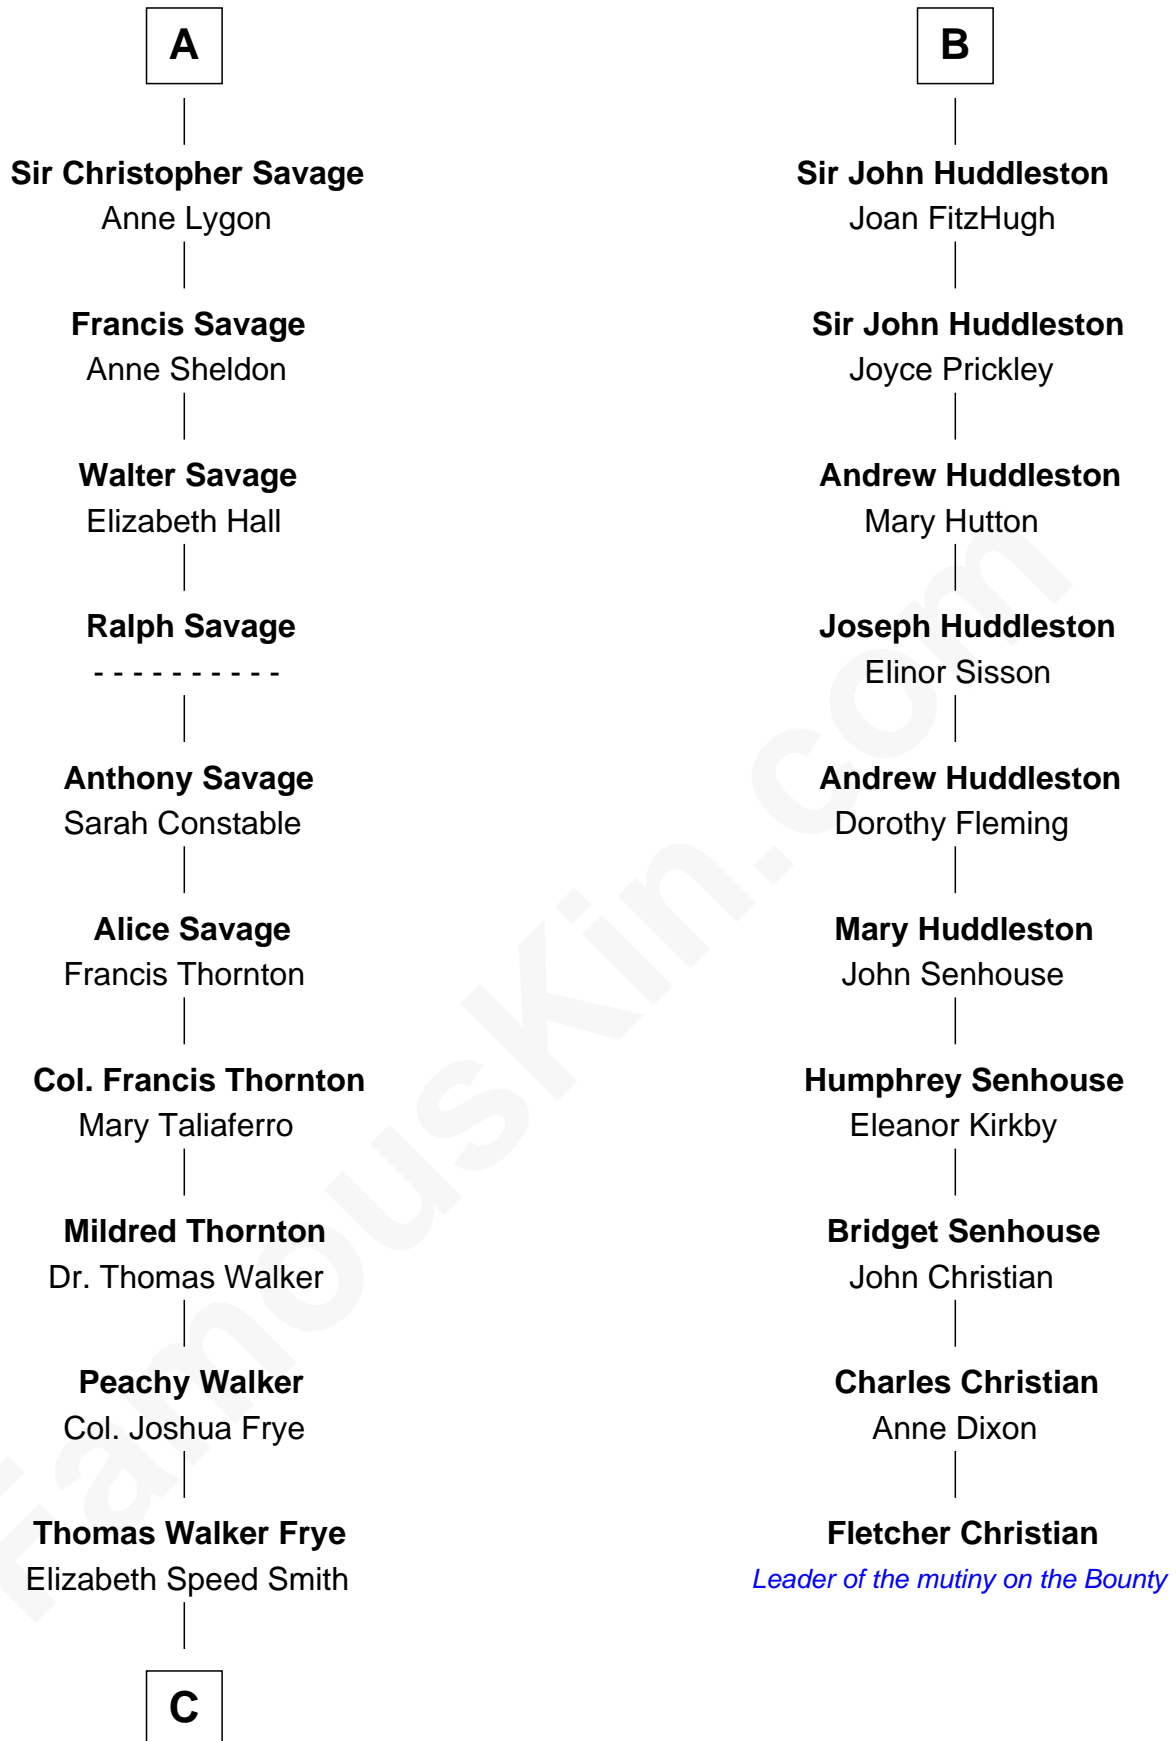 A
Sir Christopher Savage
Anne Lygon
Francis Savage
Anne Sheldon
Walter Savage
Elizabeth Hall
Ralph Savage
- - - - - - - - - -
Anthony Savage
Sarah Constable
Alice Savage
Francis Thornton
Col. Francis Thornton
Mary Taliaferro
Mildred Thornton
Dr. Thomas Walker
Peachy Walker
Col. Joshua Frye
Thomas Walker Frye
Elizabeth Speed Smith
C
B
Sir John Huddleston
Joan FitzHugh
Sir John Huddleston
Joyce Prickley
Andrew Huddleston
Mary Hutton
Joseph Huddleston
Elinor Sisson
Andrew Huddleston
Dorothy Fleming
Mary Huddleston
John Senhouse
Humphrey Senhouse
Eleanor Kirkby
Bridget Senhouse
John Christian
Charles Christian
Anne Dixon
Fletcher Christian
Leader of the mutiny on the Bounty
FamousKin.com